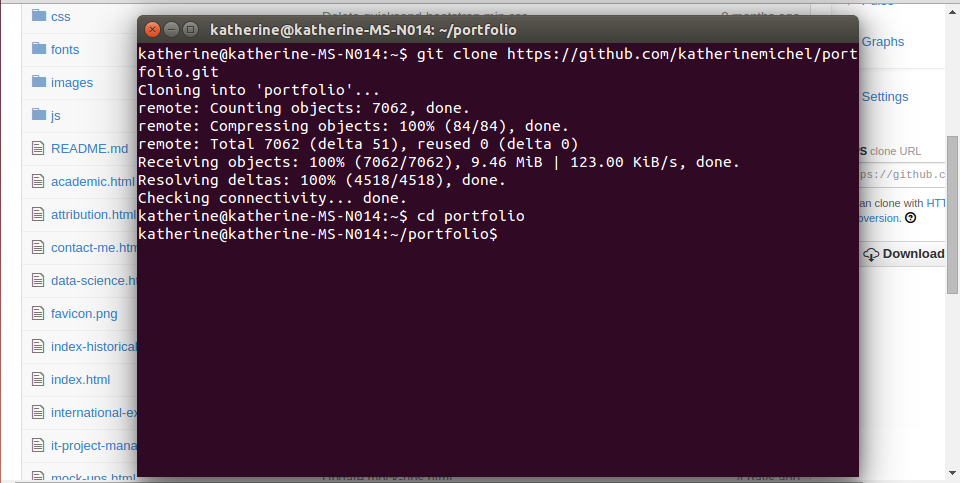 css
fonts
images
js
README.md
academic.html
attribution.html
contact-me.htm
data-science.ht
favicon.png
index-historical
index.html
international-ex
it-project-mana
mock-ups.html
katherine@katherine-MS-N014: ~/portfolio
katherine@katherine-MS-N014:~$ git clone https://github.com/katherinemichel/port
folio.git
Cloning into 'portfolio'...
remote: Counting objects: 7062, done.
remote: Compressing objects: 100% (84/84), done.
remote: Total 7062 (delta 51), reused 0 (delta 0)
Receiving objects: 100% (7062/7062), 9.46 MiB | 123.00 KiB/s, done.
Resolving deltas: 100% (4518/4518), done.
Checking connectivity... done.
katherine@katherine-MS-N014:~$ cd portfolio
katherine@katherine-MS-N014:~/portfolio$
Graphs
Settings
PS clone URL
ps://github.c
an clone with HTT
oversion.
Download